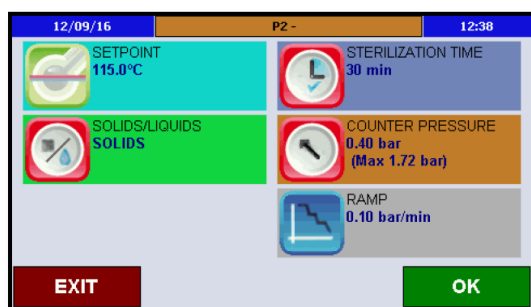 12/09/16
P2 -
12:38
SETPOINT
115.0°C
STERILIZATION TIME
30 min
SOLIDS/LIQUIDS
SOLIDS
COUNTER PRESSURE
0.40 bar
(Max 1.72 bar)
RAMP
0.10 bar/min
EXIT
OK